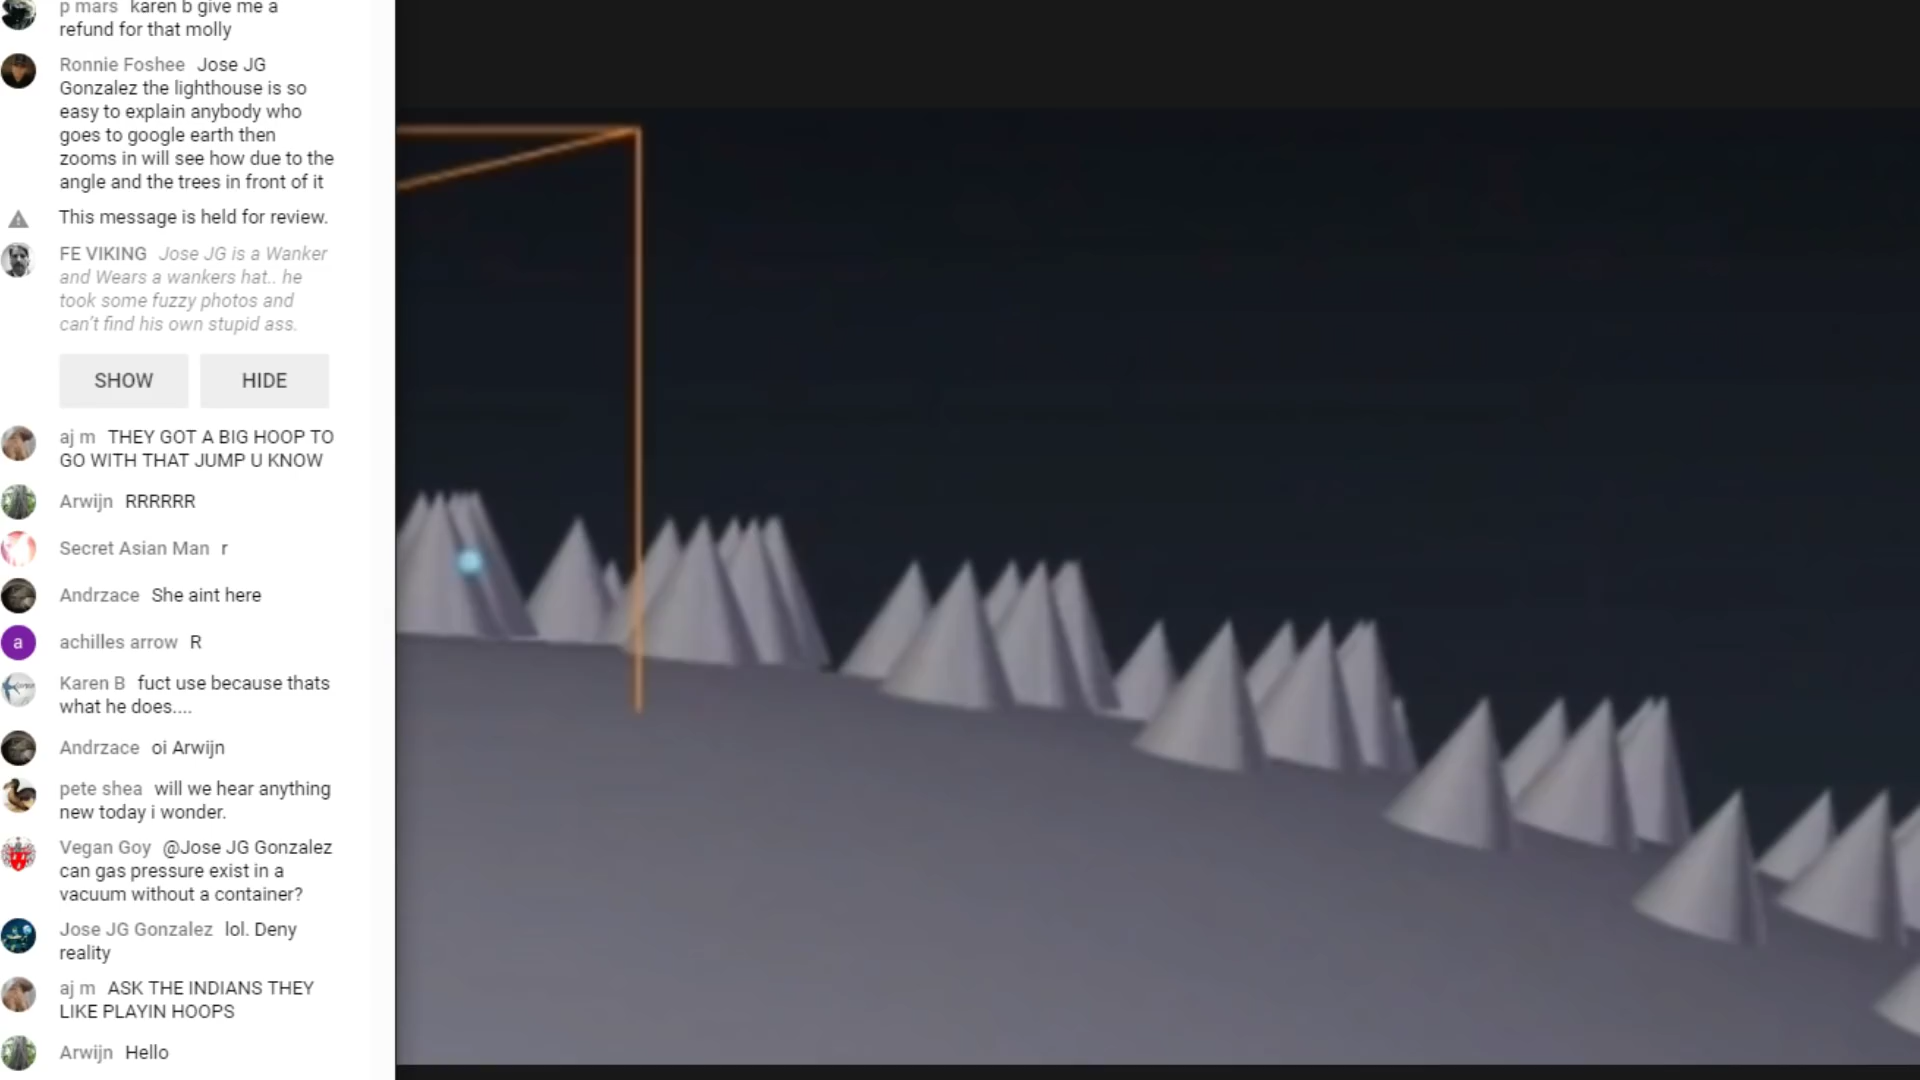 p mars karen b give me a
refund for that molly
Ronnie Foshee Jose JG
Gonzalez the lighthouse is so
easy to explain anybody who
goes to google earth then
zooms in will see how due to the
angle and the trees in front of it
This message is held for review.
FE VIKING Jose JG is a Wanker
and Wears a wankers hat.. he
took some fuzzy photos and
can't find his own stupid ass.
SHOW HIDE
aj m THEY GOT A BIG HOOP TO
GO WITH THAT JUMP U KNOW
Arwijn RRRRRR
Secret Asian Man r
Andrzace She aint here
a achilles arrow R
Karen B fuct use because thats
what he does....
Andrzace oi Arwijn
pete shea will we hear anything
new today i wonder.
Vegan Goy @Jose JG Gonzalez
can gas pressure exist in a
vacuum without a container?
Jose JG Gonzalez lol. Deny
reality
aj m ASK THE INDIANS THEY
LIKE PLAYIN HOOPS
Arwijn Hello